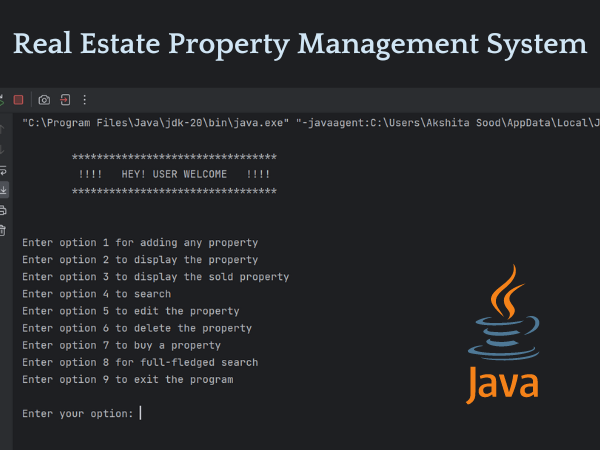 Real Estate Property Management System
"C:\Program Files\Java\jdk-20\bin\java.exe" "-javaagent:C:\Users\Akshita Sood\AppData\Local\J
*********************************
!!!!   HEY! USER WELCOME   !!!!
*********************************
Enter option 1 for adding any property
Enter option 2 to display the property
Enter option 3 to display the sold property
Enter option 4 to search
Enter option 5 to edit the property
Enter option 6 to delete the property
Enter option 7 to buy a property
Enter option 8 for full-fledged search
Enter option 9 to exit the program
Enter your option:
Java